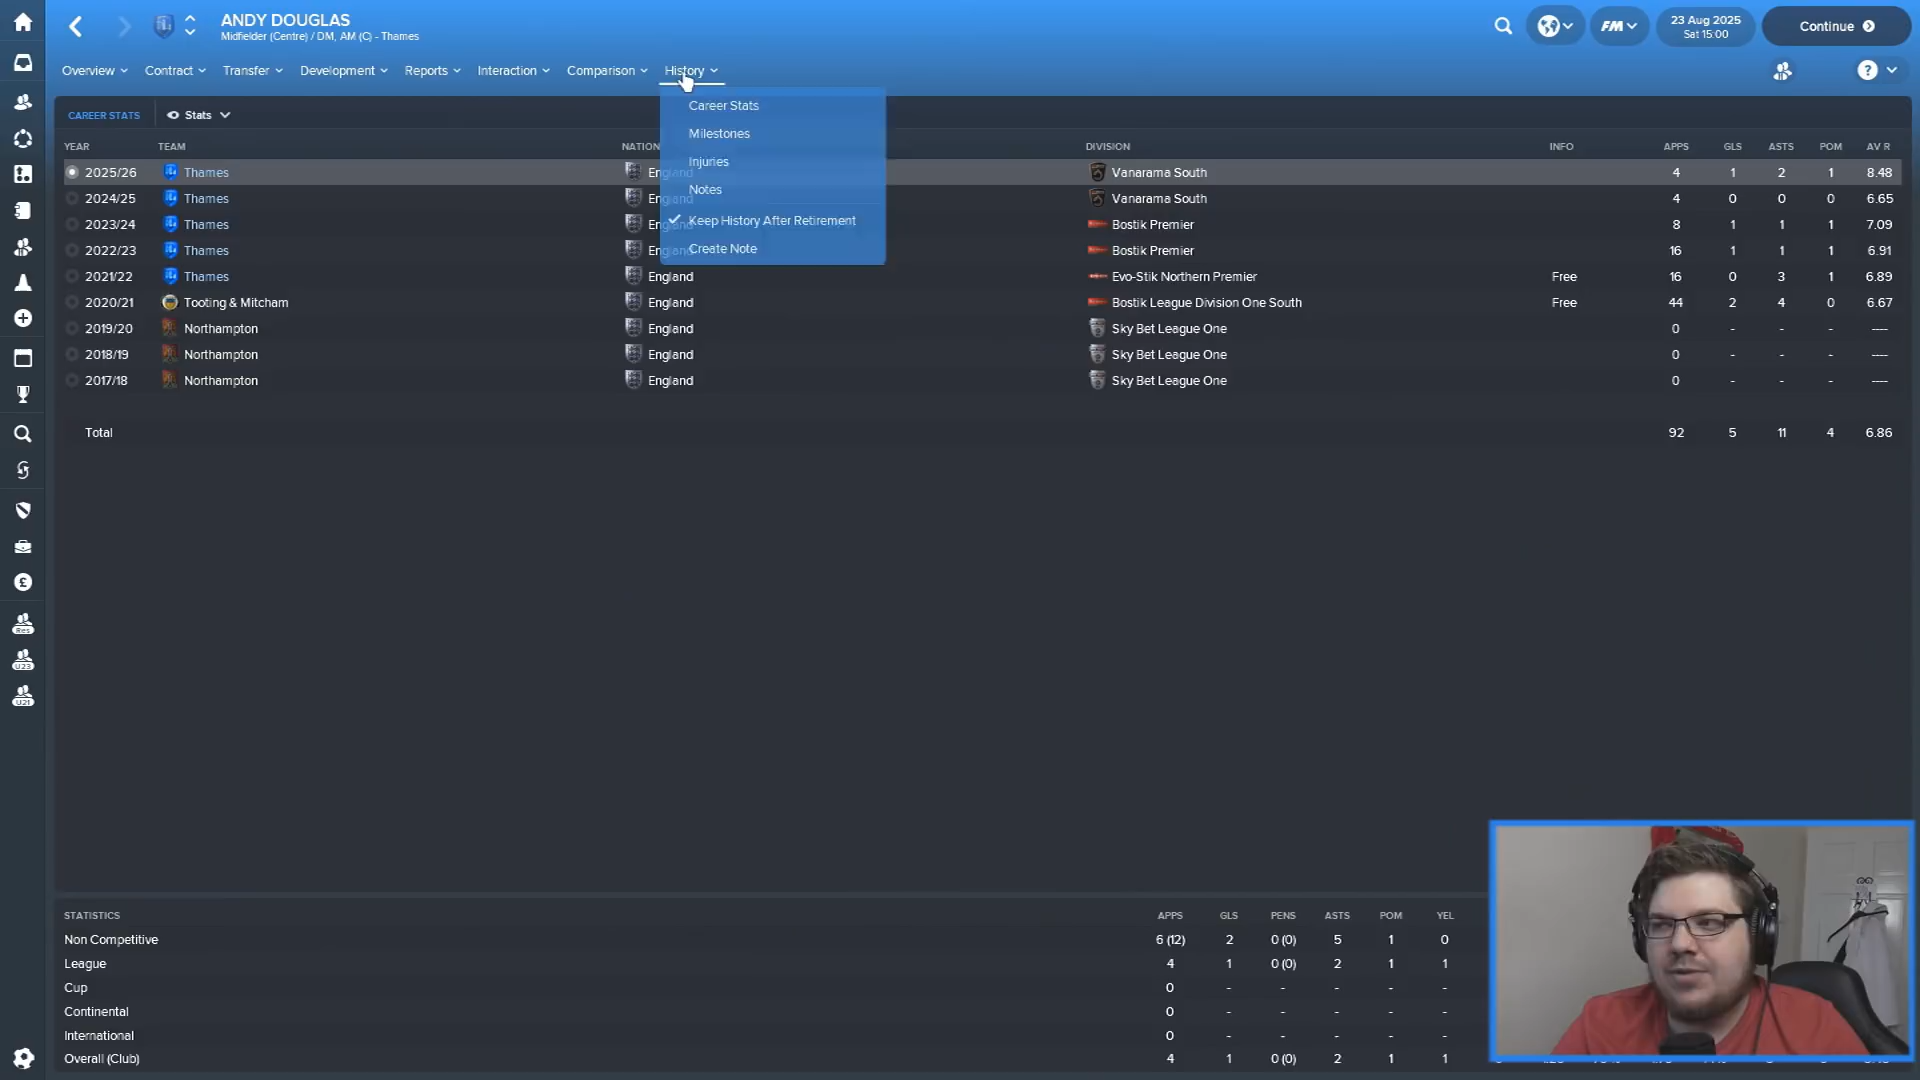 ANDY DOUGLAS
Midfielder (Centre) / DM, AM (C) - Thames
FM
23 Aug 2025
Sat 15:00
Continue
Overview Contract Transfer Development Reports Interaction Comparison History
?
CAREER STATS Stats
Career Stats
Milestones
Injuries
Notes
Keep History After Retirement
Create Note
YEAR TEAM NATION DIVISION INFO APPS GLS ASTS POM AV R
2025/26 Thames England Vanarama South 4 1 2 1 8.48
2024/25 Thames England Vanarama South 4 0 0 0 6.65
2023/24 Thames England Bostik Premier 8 1 1 1 7.09
2022/23 Thames England Bostik Premier 16 1 1 1 6.91
2021/22 Thames England Evo-Stik Northern Premier Free 16 0 3 1 6.89
2020/21 Tooting & Mitcham England Bostik League Division One South Free 44 2 4 0 6.67
2019/20 Northampton England Sky Bet League One 0 - - - ----
2018/19 Northampton England Sky Bet League One 0 - - - ----
2017/18 Northampton England Sky Bet League One 0 - - - ----
Total 92 5 11 4 6.86
£
Res
U23
U21
STATISTICS APPS GLS PENS ASTS POM YEL
Non Competitive 6 (12) 2 0 (0) 5 1 0
League 4 1 0 (0) 2 1 1
Cup 0 - - - - -
Continental 0 - - - - -
International 0 - - - - -
Overall (Club) 4 1 0 (0) 2 1 1